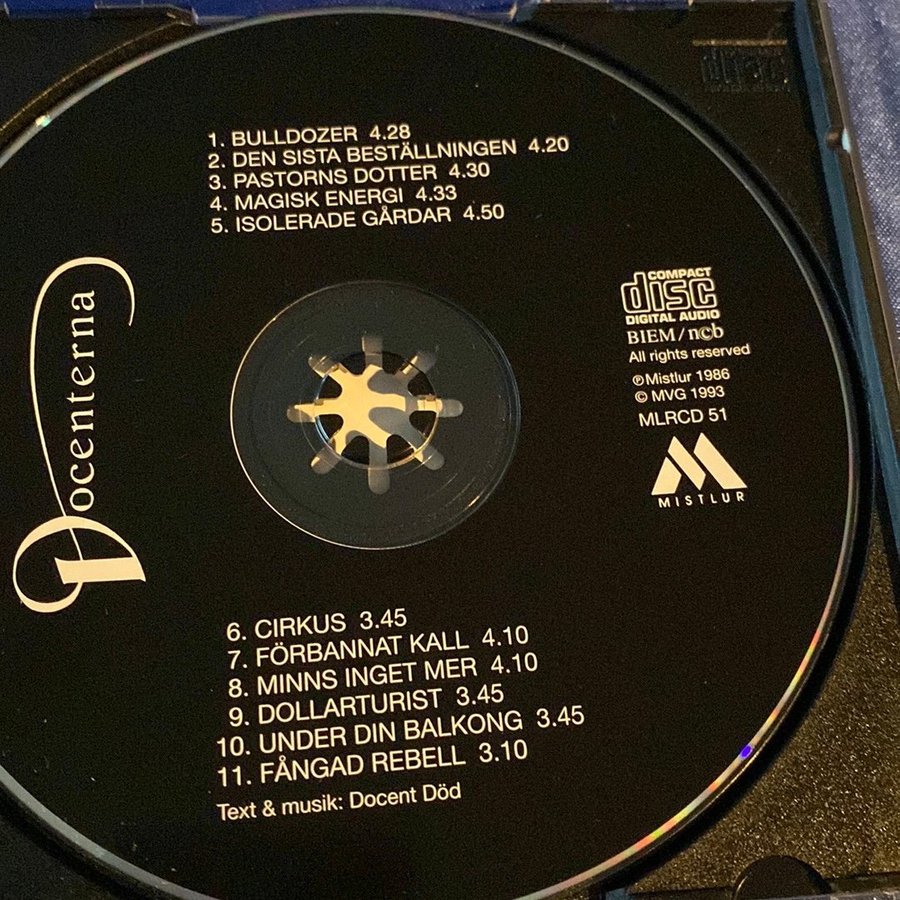 1. BULLDOZER 4.28
2. DEN SISTA BESTÄLLNINGEN 4.20
3. PASTORNS DOTTER 4.30
4. MAGISK ENERGI 4.33
5. ISOLERADE GÅRDAR 4.50
Docenterna
COMPACT
disc
DIGITAL AUDIO
BIEM/ncb
All rights reserved
℗ Mistlur 1986
© MVG 1993
MLRCD 51
MISTLUR
6. CIRKUS 3.45
7. FÖRBANNAT KALL 4.10
8. MINNS INGET MER 4.10
9. DOLLARTURIST 3.45
10. UNDER DIN BALKONG 3.45
11. FÅNGAD REBELL 3.10
Text & musik: Docent Död
disc